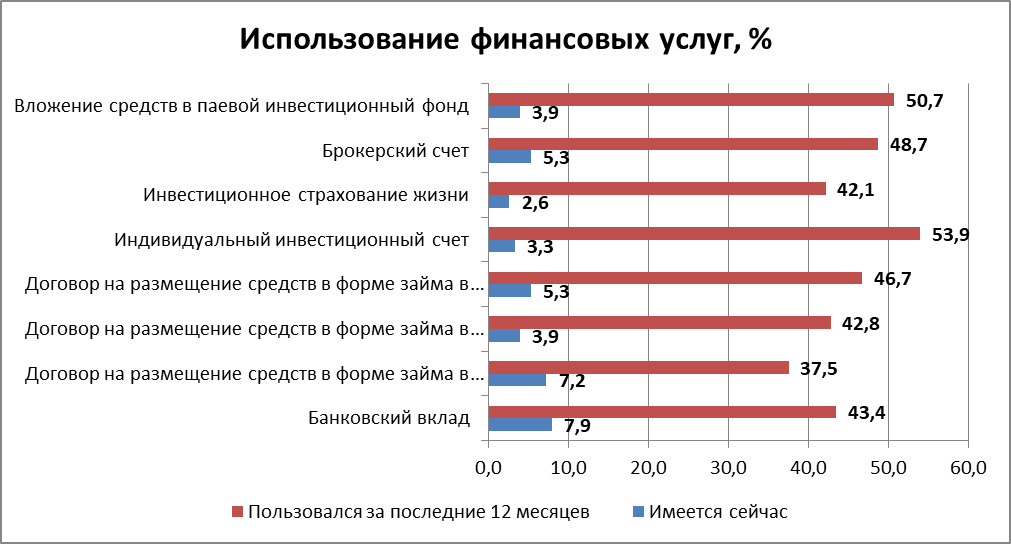 Использование финансовых услуг, %
Вложение средств в паевой инвестиционный фонд
50,7
3,9
Брокерский счет
48,7
5,3
Инвестиционное страхование жизни
42,1
2,6
Индивидуальный инвестиционный счет
53,9
3,3
Договор на размещение средств в форме займа в...
46,7
5,3
Договор на размещение средств в форме займа в...
42,8
3,9
Договор на размещение средств в форме займа в...
37,5
7,2
Банковский вклад
43,4
7,9
0,0 10,0 20,0 30,0 40,0 50,0 60,0
Пользовался за последние 12 месяцев Имеется сейчас